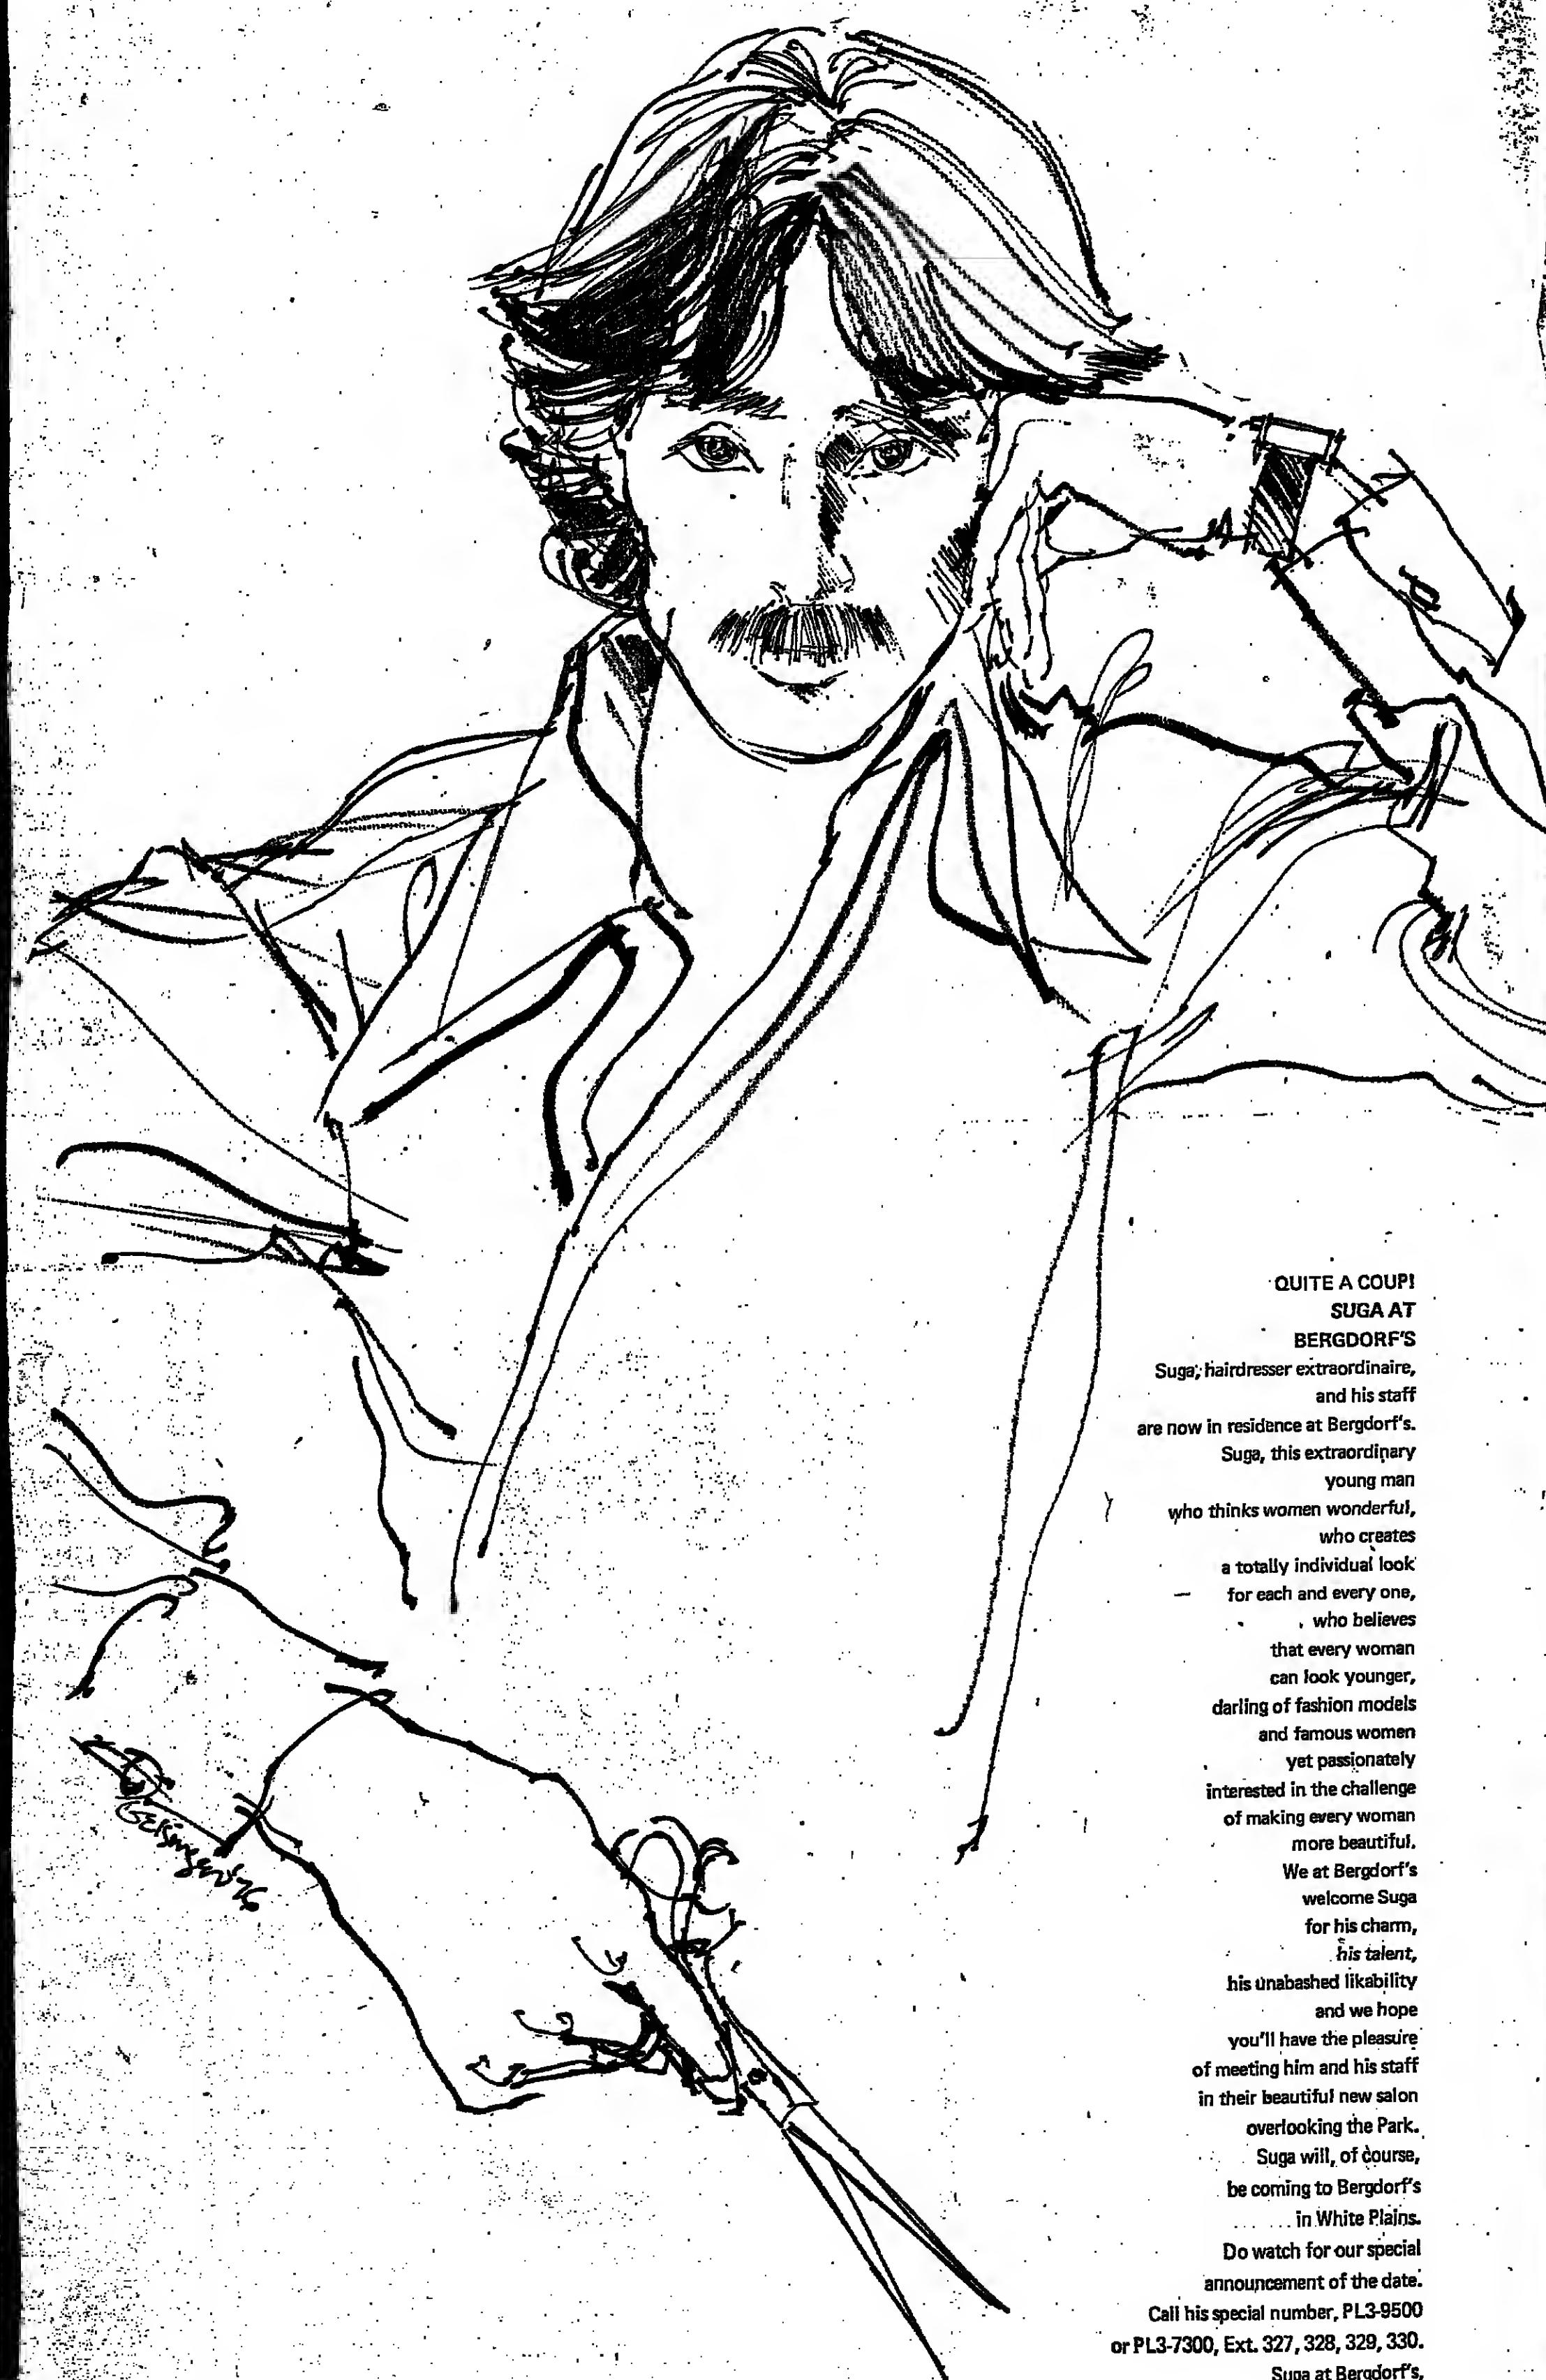 QUITE A COUP!
SUGA AT
BERGDORF'S
Suga, hairdresser extraordinaire,
and his staff
are now in residence at Bergdorf's.
Suga, this extraordinary
young man
who thinks women wonderful,
who creates
a totally individual look
for each and every one,
who believes
that every woman
can look younger,
darling of fashion models
and famous women
yet passionately
interested in the challenge
of making every woman
more beautiful.
We at Bergdorf's
welcome Suga
for his charm,
his talent,
his unabashed likability
and we hope
you'll have the pleasure
of meeting him and his staff
in their beautiful new salon
overlooking the Park.
Suga will, of course,
be coming to Bergdorf's
in White Plains.
Do watch for our special
announcement of the date.
Call his special number, PL3-9500
or PL3-7300, Ext. 327, 328, 329, 330.
Suga at Bergdorf's,